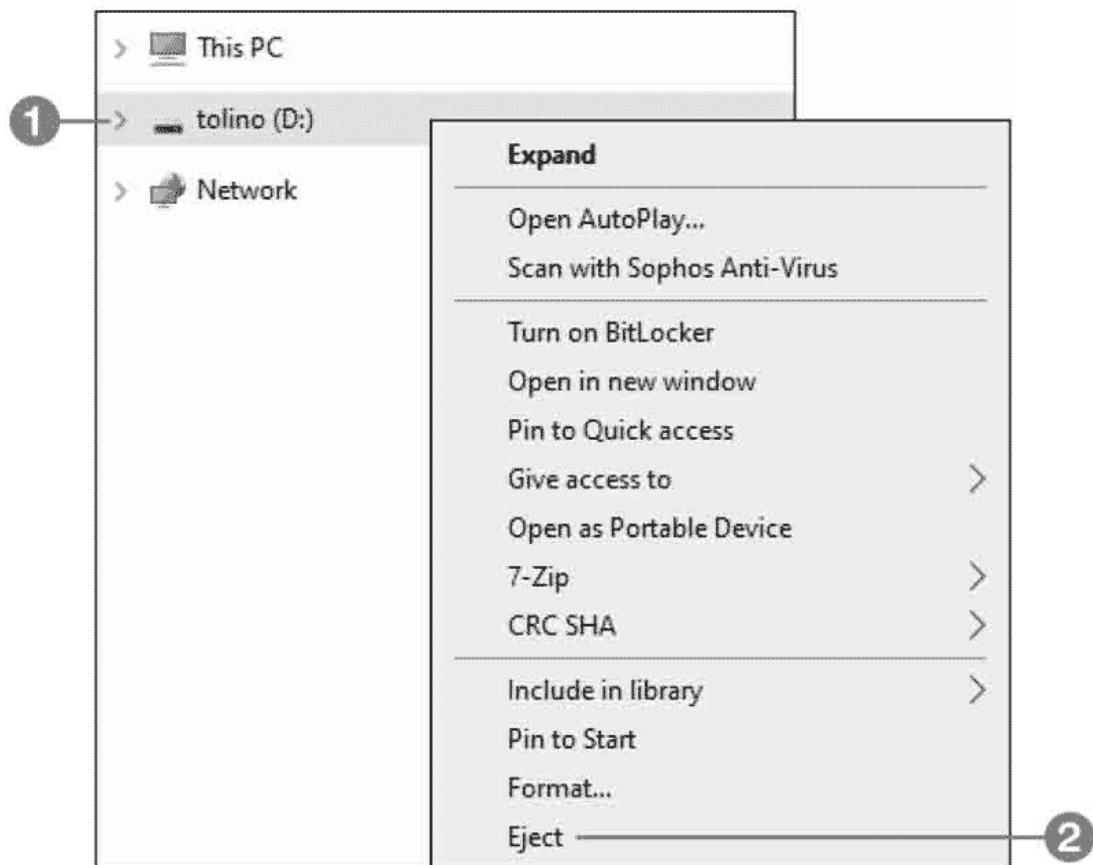 This PC
1
tolino (D:)
Network
Expand
Open AutoPlay...
Scan with Sophos Anti-Virus
Turn on BitLocker
Open in new window
Pin to Quick access
Give access to
Open as Portable Device
7-Zip
CRC SHA
Include in library
Pin to Start
Format...
Eject
2